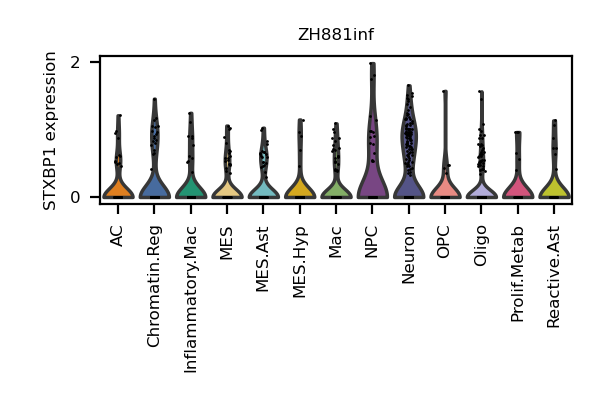 ZH881inf
STXBP1 expression
2
0
AC
Chromatin.Reg
Inflammatory.Mac
MES
MES.Ast
MES.Hyp
Mac
NPC
Neuron
OPC
Oligo
Prolif.Metab
Reactive.Ast